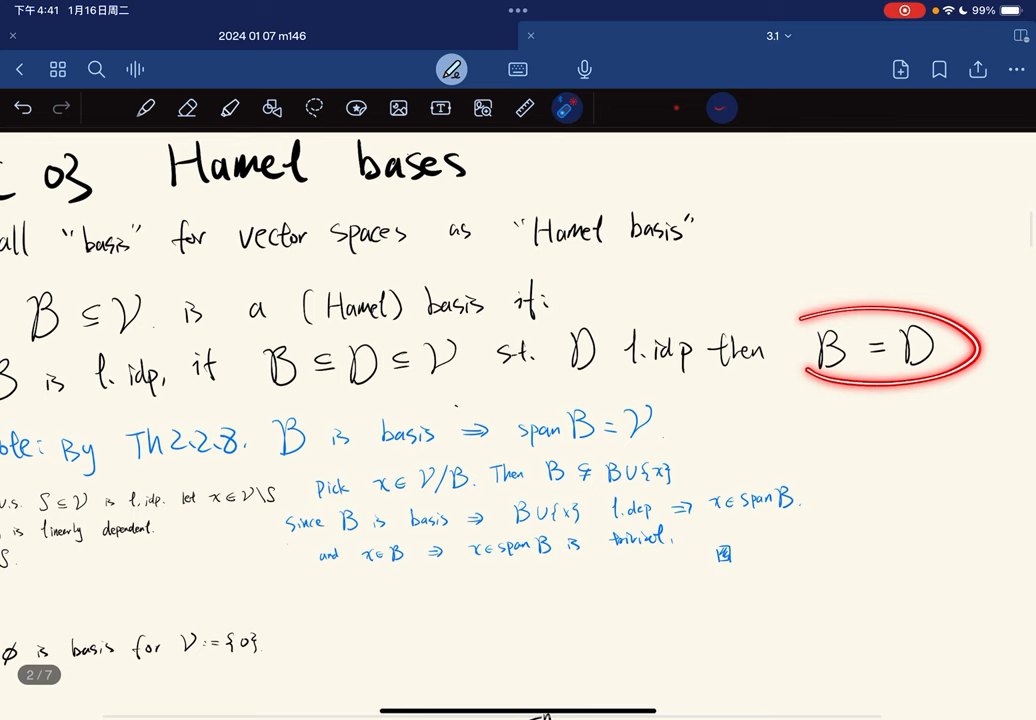 下午4:41 1月16日周二
99%
2024 01 07 m146
3.1
03 Hamel bases
all "basis" for vector spaces as "Hamel basis"
B ⊆ V. is a (Hamel) basis if:
B is l.idp, if B ⊆ D ⊆ V st. D l.idp then B = D
ote: By Th2.2.8. B is basis ⇒ span B = V.
Pick x ∈ V/B. Then B ⊊ B∪{x}
v.s. S ⊆ V is l.idp. let x ∈ V\S
since B is basis ⇒ B∪{x} l.dep ⇒ x ∈ span B.
is linearly dependent.
and x ∈ B ⇒ x ∈ span B is trivial.
S.
∅ is basis for V := {0}.
2 / 7